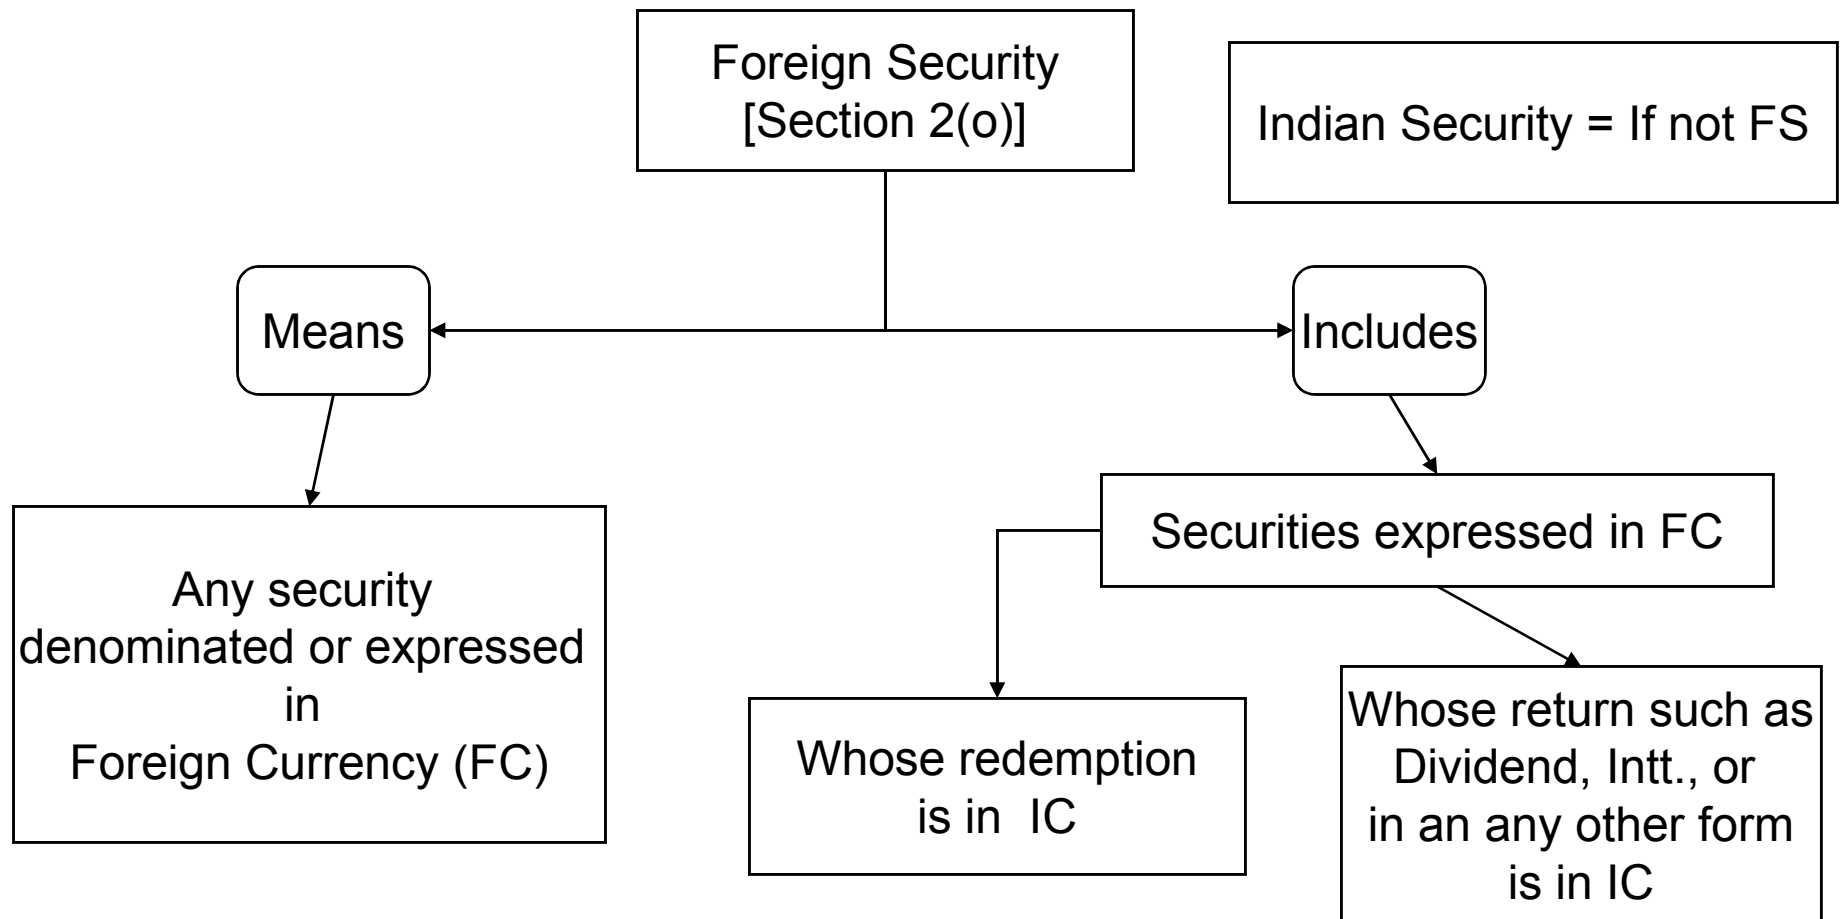 Foreign Security
[Section 2(o)]
Indian Security = If not FS
Means
Includes
Any security
denominated or expressed
in
Foreign Currency (FC)
Securities expressed in FC
Whose redemption
is in IC
Whose return such as
Dividend, Intt., or
in an any other form
is in IC